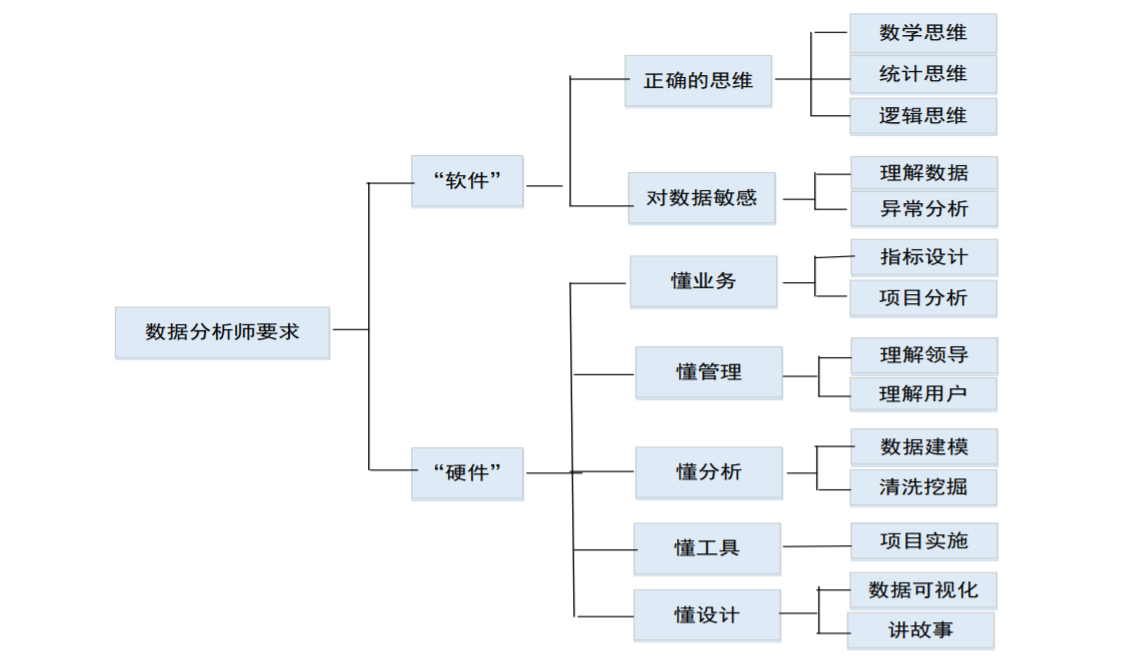 数据分析师要求
“软件”
正确的思维
数学思维
统计思维
逻辑思维
对数据敏感
理解数据
异常分析
“硬件”
懂业务
指标设计
项目分析
懂管理
理解领导
理解用户
懂分析
数据建模
清洗挖掘
懂工具
项目实施
懂设计
数据可视化
讲故事